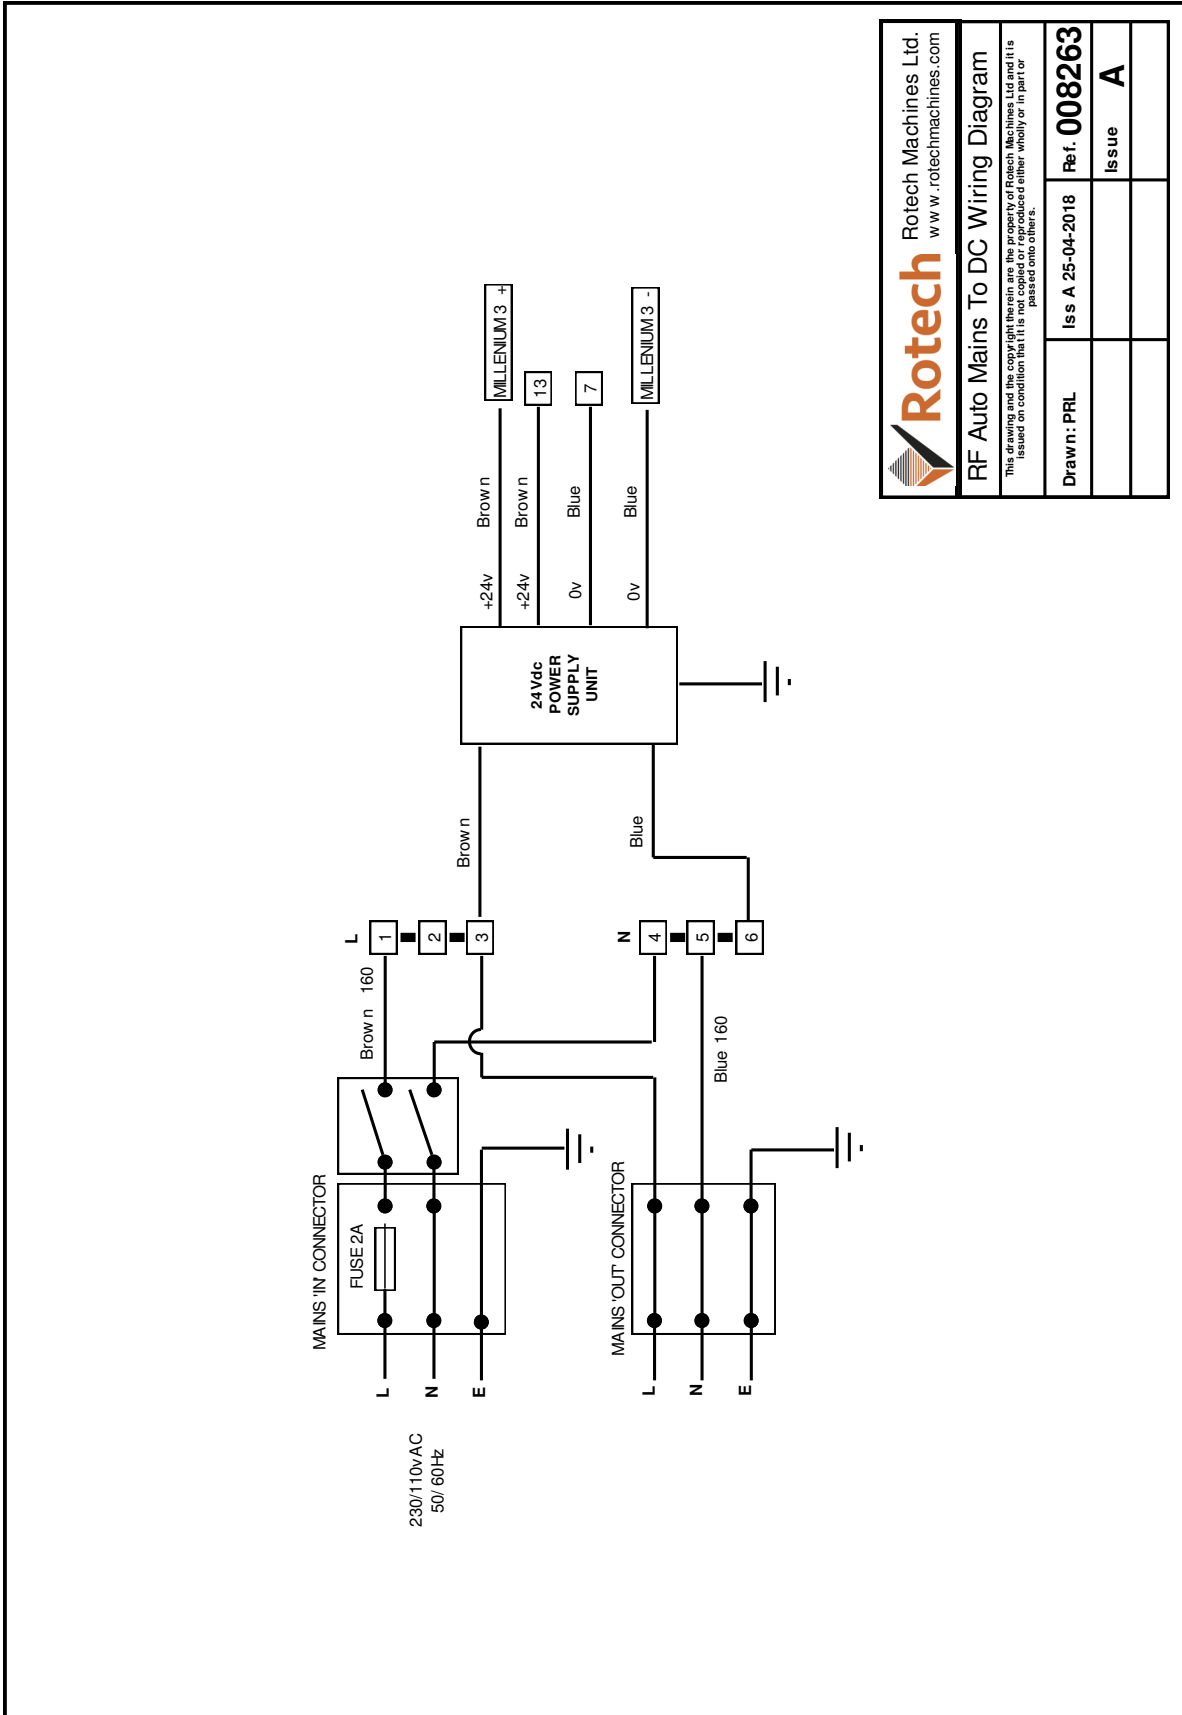 MAINS 'IN' CONNECTOR
FUSE 2A
L
N
E
230/110vAC
50/ 60Hz
Brown 160
L
1
2
3
Brown
MAINS 'OUT' CONNECTOR
L
N
E
Blue 160
N
4
5
6
Blue
24Vdc
POWER
SUPPLY
UNIT
+24v Brown
MILLENIUM 3 +
+24v Brown
13
0v Blue
7
0v Blue
MILLENIUM 3 -
Rotech
Rotech Machines Ltd.
www.rotechmachines.com
RF Auto Mains To DC Wiring Diagram
This drawing and the copyright therein are the property of Rotech Machines Ltd and it is
issued on condition that it is not copied or reproduced either wholly or in part or
passed onto others.
Drawn: PRL
Iss A 25-04-2018
Ref. 008263
Issue A